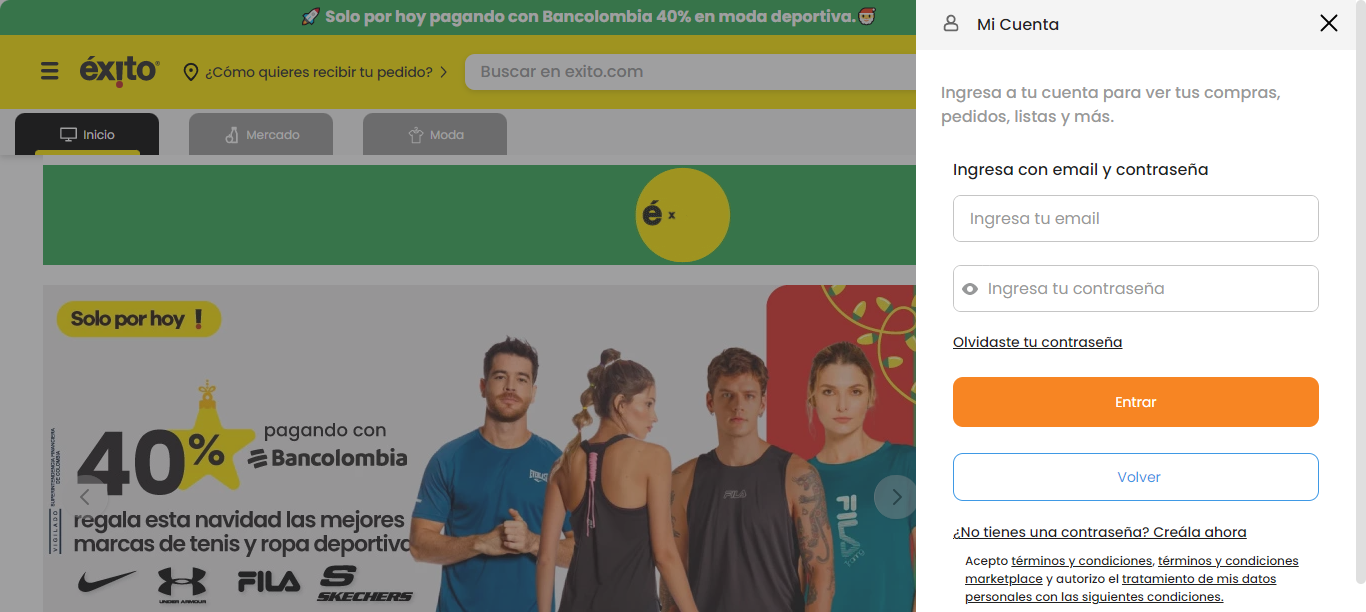 Solo por hoy pagando con Bancolombia 40% en moda deportiva.
éxito
¿Cómo quieres recibir tu pedido?
Buscar en exito.com
Inicio
Mercado
Moda
é x
Solo por hoy !
40% pagando con
Bancolombia
regala esta navidad las mejores
marcas de tenis y ropa deportiva
VIGILADO
SUPERINTENDENCIA FINANCIERA
DE COLOMBIA
UNDER ARMOUR
FILA
S
SKECHERS
EVERLAST
FILA
FILA
Mi Cuenta
Ingresa a tu cuenta para ver tus compras,
pedidos, listas y más.
Ingresa con email y contraseña
Ingresa tu email
Ingresa tu contraseña
Olvidaste tu contraseña
Entrar
Volver
¿No tienes una contraseña? Creála ahora
Acepto términos y condiciones, términos y condiciones
marketplace y autorizo el tratamiento de mis datos
personales con las siguientes condiciones.